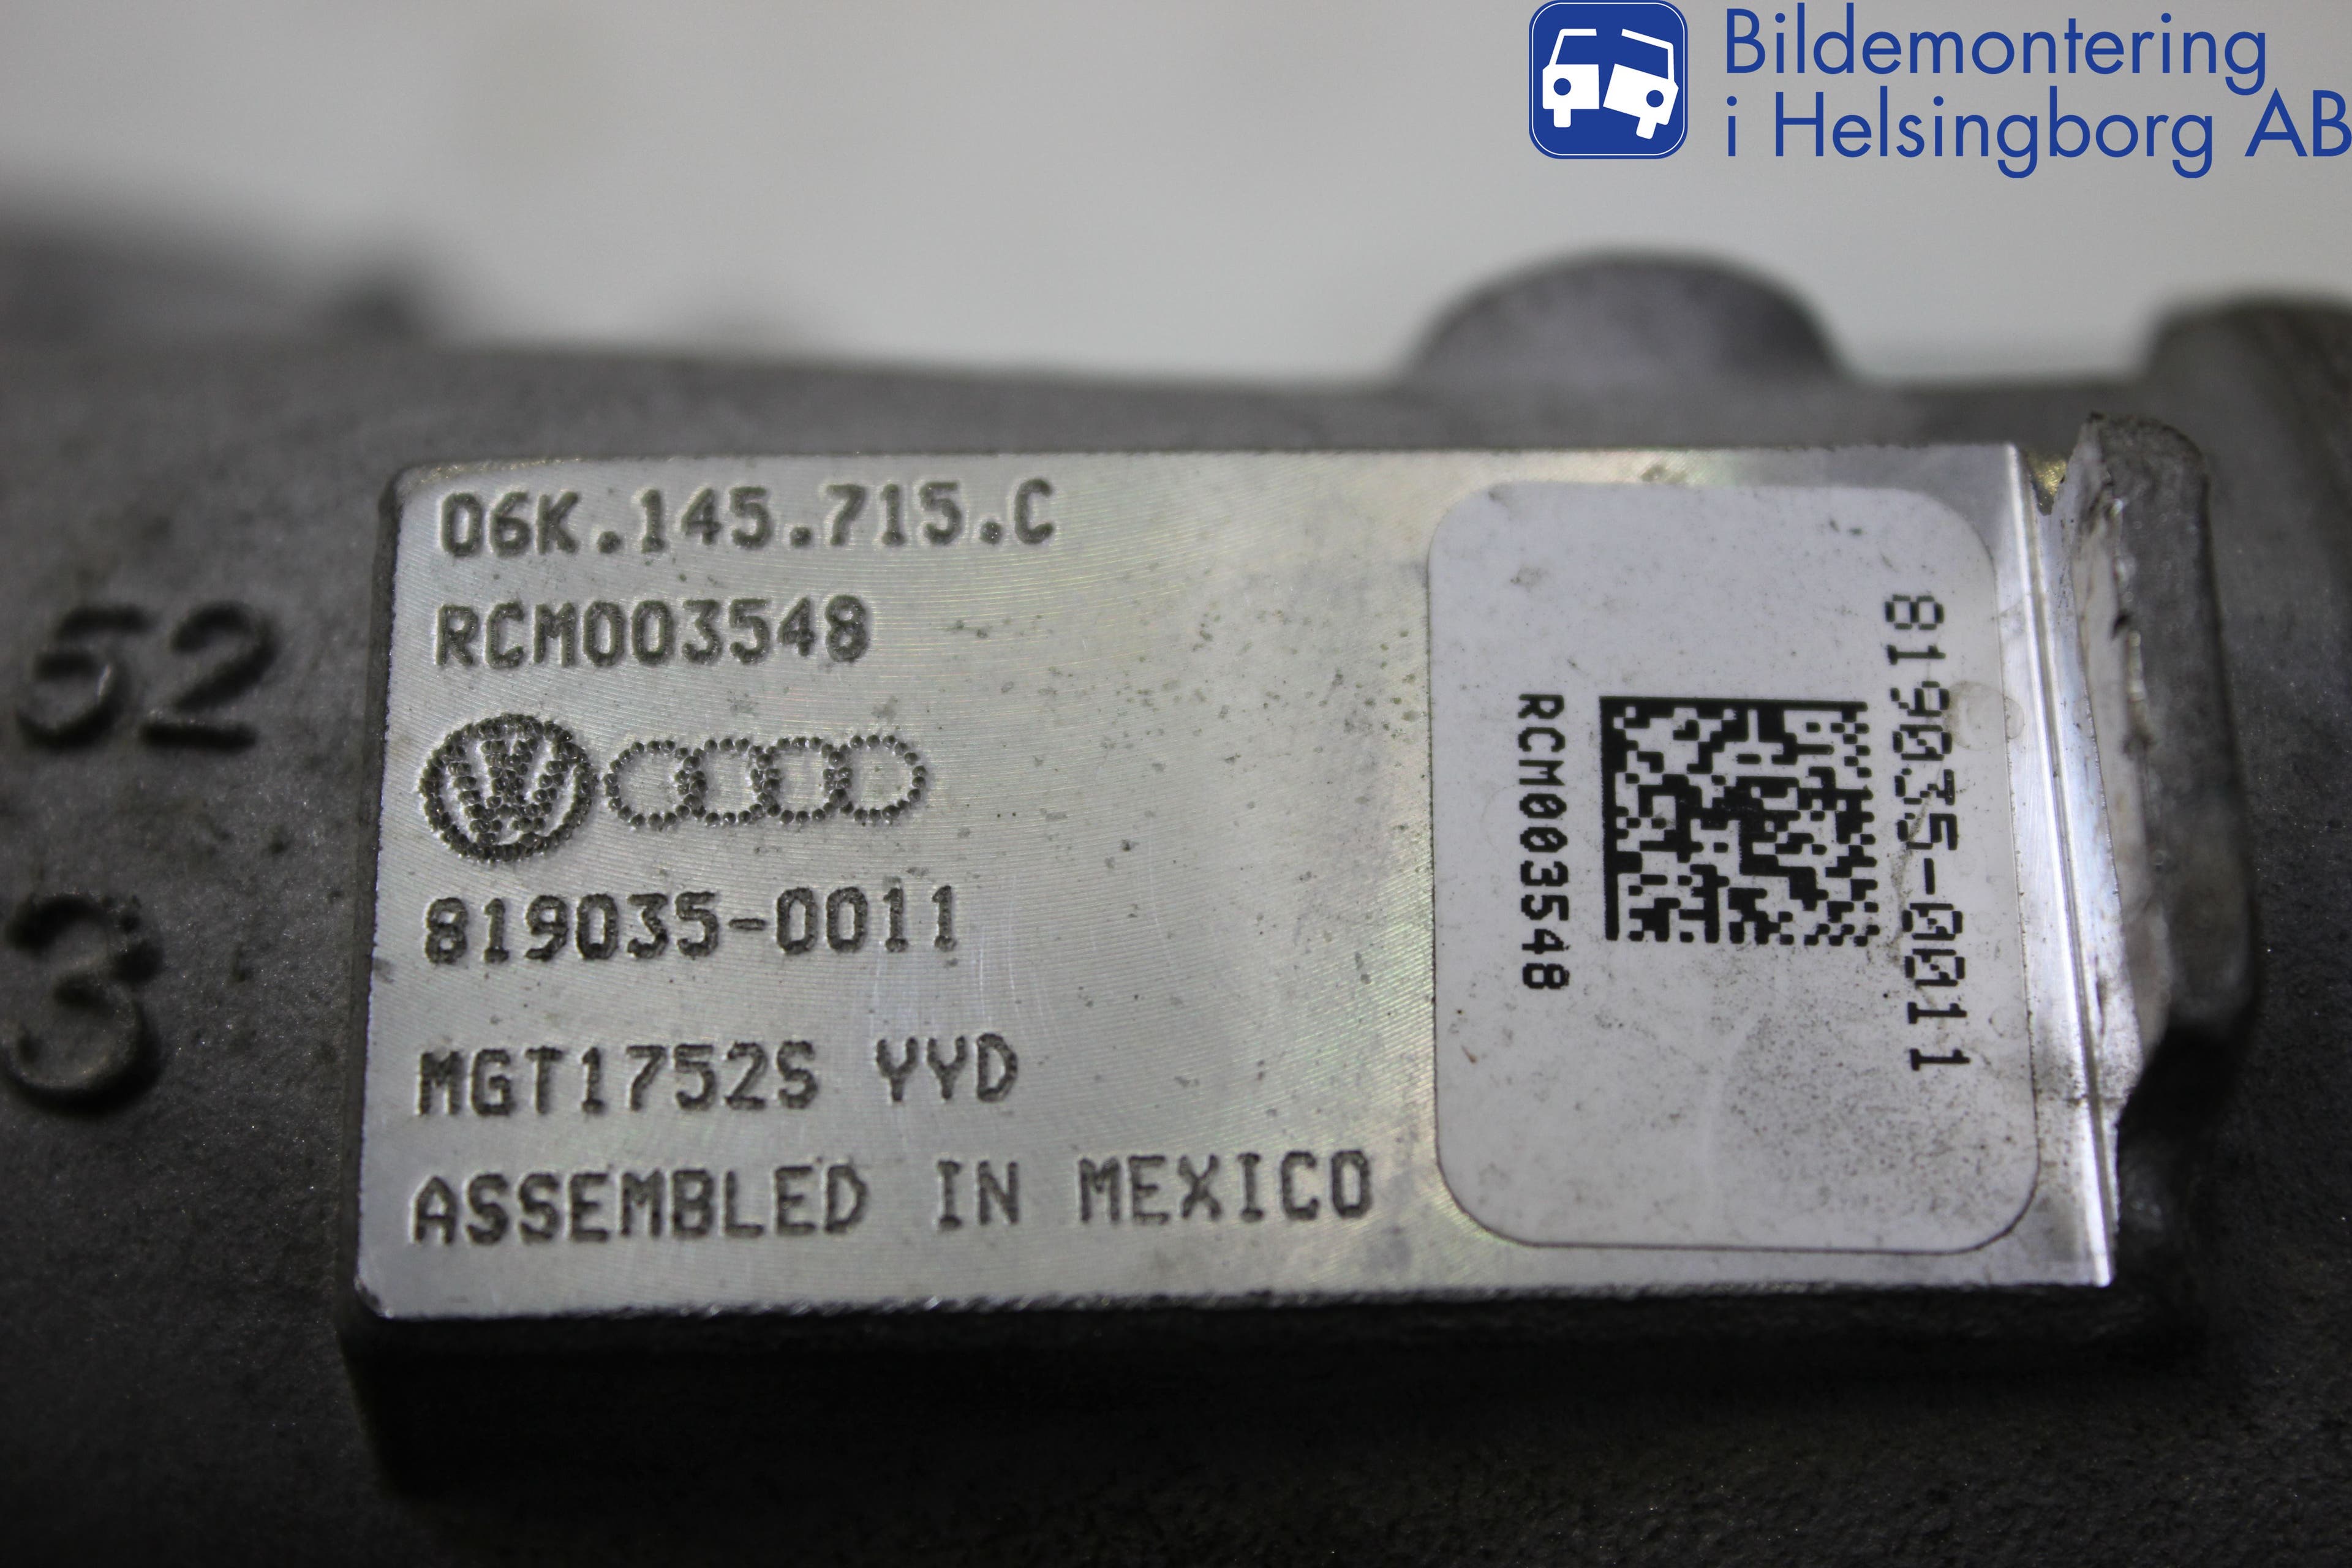 Bildemontering
i Helsingborg AB
52
3
06K.145.715.C
RCM003548
819035-0011
MGT1752S YYD
ASSEMBLED IN MEXICO
819035-0011
RCM003548